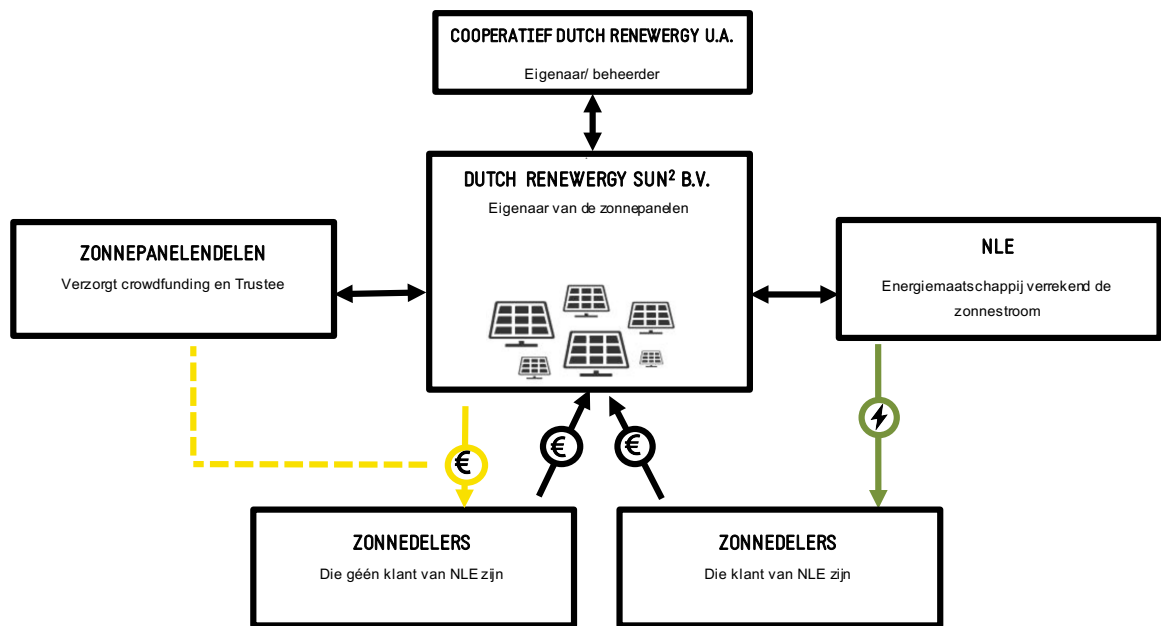 COOPERATIEF DUTCH RENEWERGY U.A.
Eigenaar/ beheerder
DUTCH RENEWERGY SUN² B.V.
Eigenaar van de zonnepanelen
ZONNEPANELENDELEN
Verzorgt crowdfunding en Trustee
NLE
Energiemaatschappij verrekend de
zonnestroom
€
€
€
ZONNEDELERS
Die géén klant van NLE zijn
ZONNEDELERS
Die klant van NLE zijn